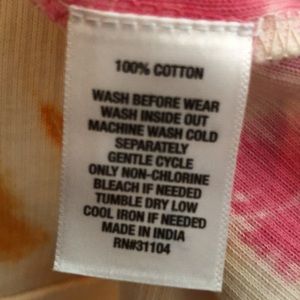 100% COTTON
WASH BEFORE WEAR
WASH INSIDE OUT
MACHINE WASH COLD
SEPARATELY
GENTLE CYCLE
ONLY NON-CHLORINE
BLEACH IF NEEDED
TUMBLE DRY LOW
COOL IRON IF NEEDED
MADE IN INDIA
RN#31104